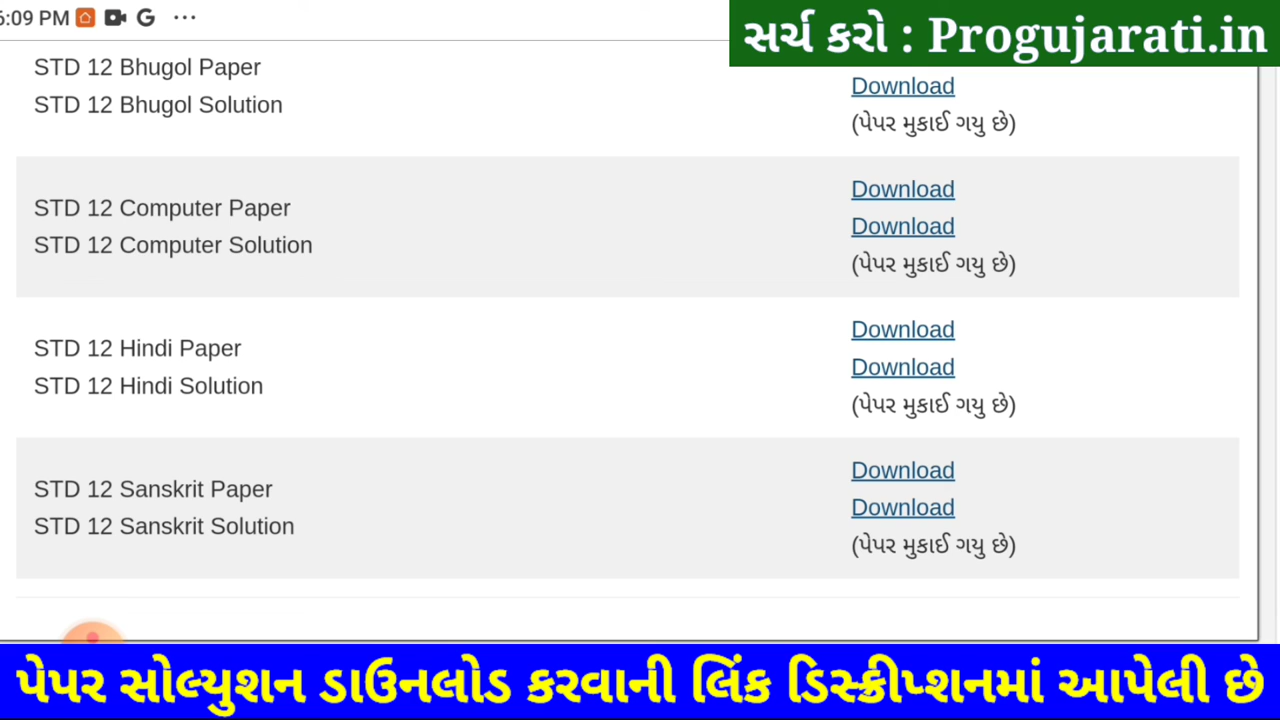 6:09 PM
સર્ચ કરો : Progujarati.in
STD 12 Bhugol Paper
STD 12 Bhugol Solution
Download
(પેપર મુકાઈ ગયુ છે)
STD 12 Computer Paper
STD 12 Computer Solution
Download
Download
(પેપર મુકાઈ ગયુ છે)
STD 12 Hindi Paper
STD 12 Hindi Solution
Download
Download
(પેપર મુકાઈ ગયુ છે)
STD 12 Sanskrit Paper
STD 12 Sanskrit Solution
Download
Download
(પેપર મુકાઈ ગયુ છે)
પેપર સોલ્યુશન ડાઉનલોડ કરવાની લિંક ડિસ્ક્રીપ્શનમાં આપેલી છે